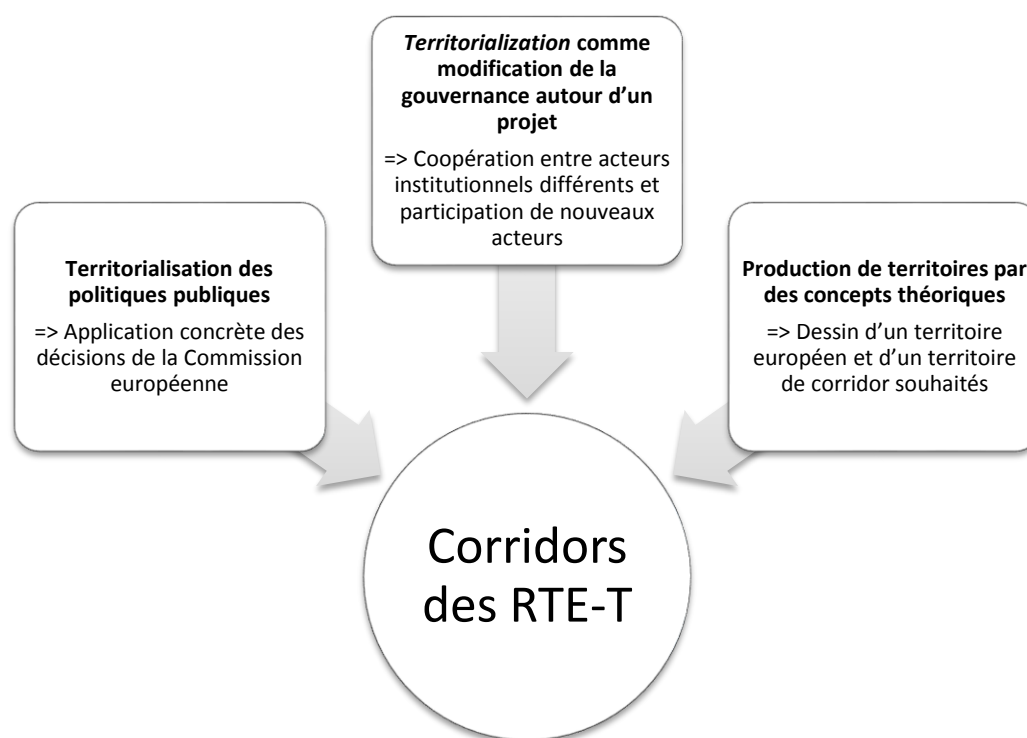 Territorialization comme
modification de la
gouvernance autour d’un
projet
=> Coopération entre acteurs
institutionnels différents et
participation de nouveaux
acteurs
Territorialisation des
politiques publiques
=> Application concrète des
décisions de la Commission
européenne
Production de territoires par
des concepts théoriques
=> Dessin d’un territoire
européen et d’un territoire
de corridor souhaités
Corridors
des RTE-T